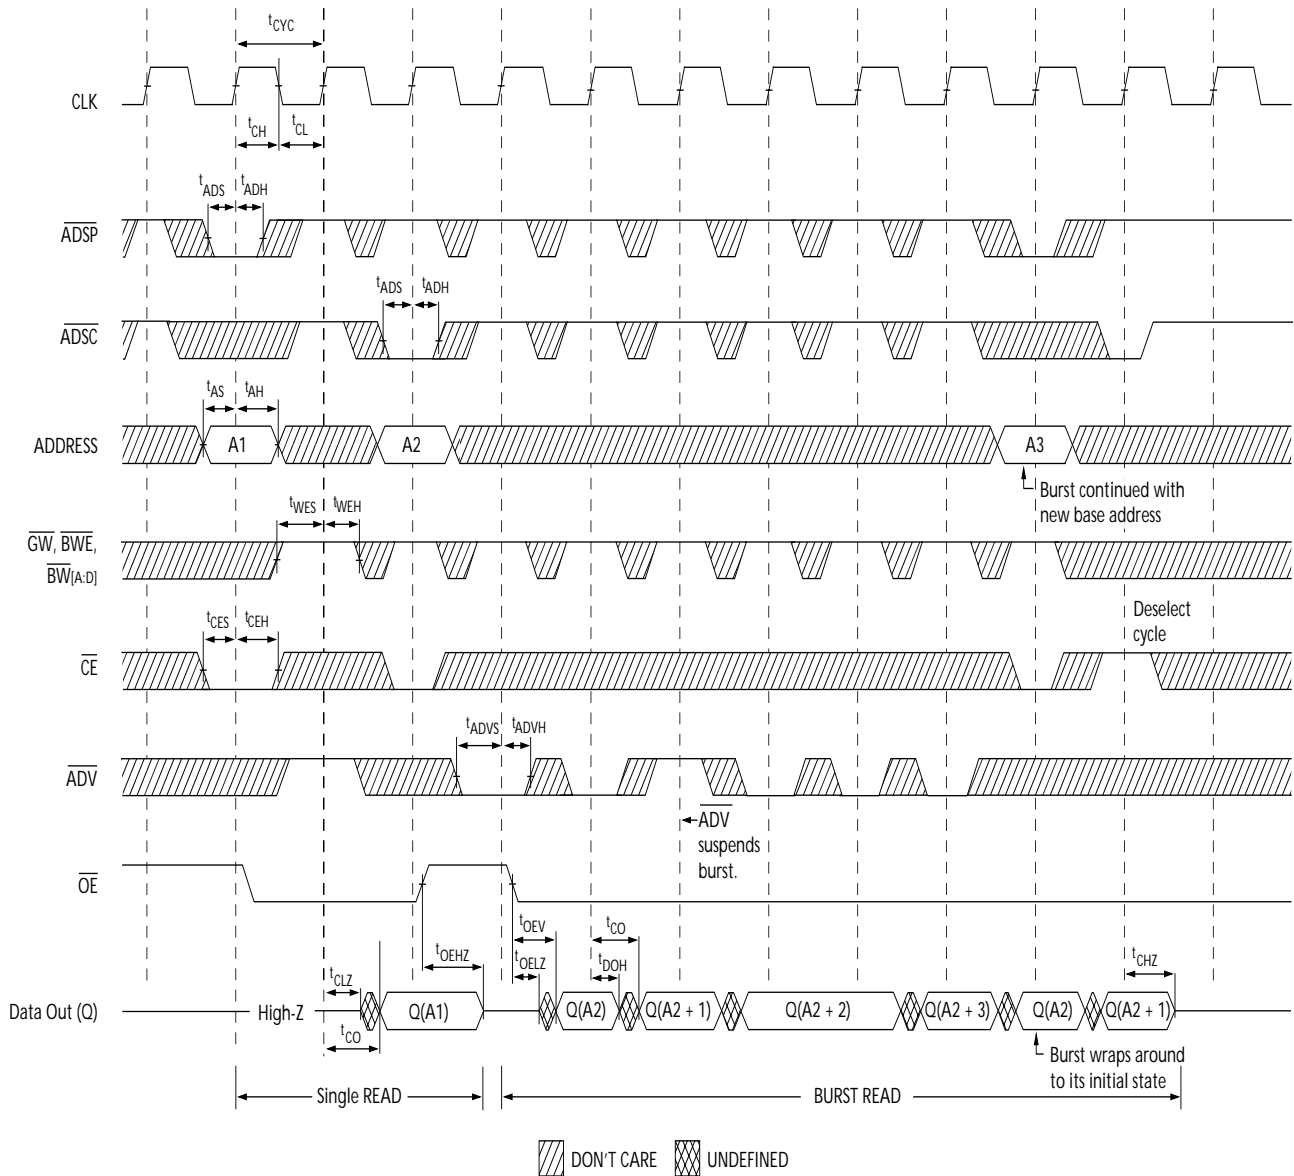 tCYC
CLK
tCH
tCL
tADS
tADH
ADSP
tADS
tADH
ADSC
tAS
tAH
ADDRESS
A1
A2
A3
Burst continued with
new base address
tWES
tWEH
GW, BWE,
BW[A:D]
Deselect
cycle
tCES
tCEH
CE
tADVS
tADVH
ADV
ADV
suspends
burst.
OE
tOEHZ
tOEV
tCO
tOELZ
tDOH
tCLZ
tCHZ
Data Out (Q)
High-Z
Q(A1)
Q(A2)
Q(A2 + 1)
Q(A2 + 2)
Q(A2 + 3)
Q(A2)
Q(A2 + 1)
tCO
Burst wraps around
to its initial state
Single READ
BURST READ
DON'T CARE
UNDEFINED